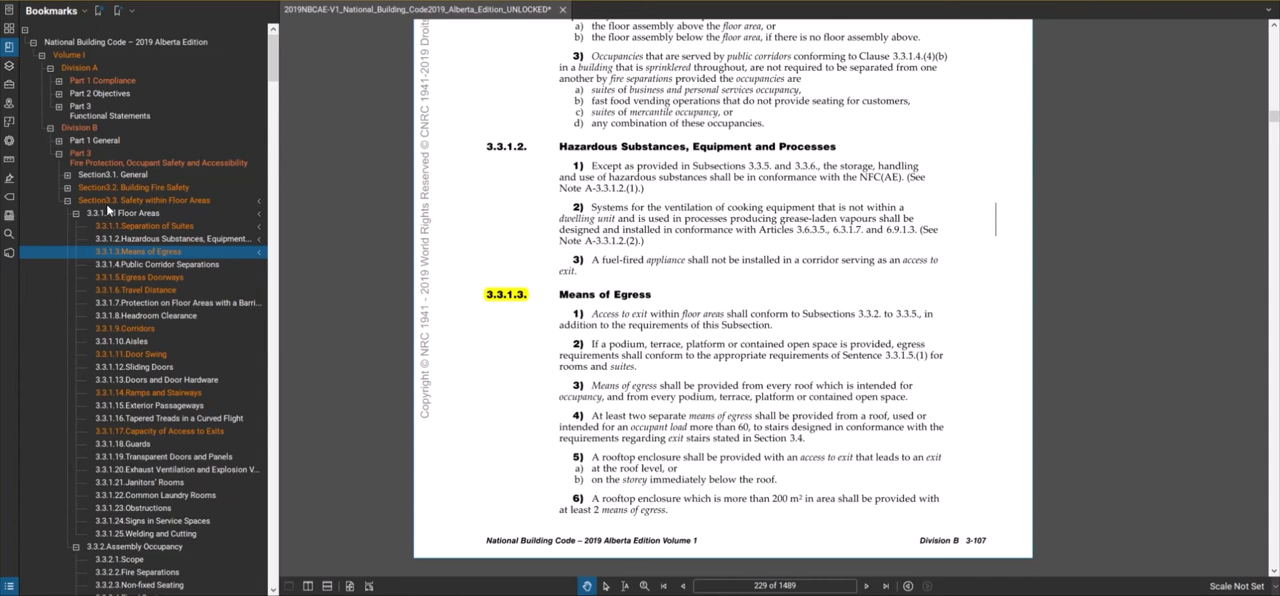 Bookmarks
2019NBCAE-V1_National_Building_Code2019_Alberta_Edition_UNLOCKED*
National Building Code – 2019 Alberta Edition
Volume I
Division A
Part 1 Compliance
Part 2 Objectives
Part 3
Functional Statements
Division B
Part 1 General
Part 3
Fire Protection, Occupant Safety and Accessibility
Section3.1. General
Section3.2. Building Fire Safety
Section3.3. Safety within Floor Areas
Floor Areas
3.3.1.1.Separation of Suites
3.3.1.2.Hazardous Substances, Equipment...
3.3.1.3.Means of Egress
3.3.1.4.Public Corridor Separations
3.3.1.5.Egress Doorways
3.3.1.6.Travel Distance
3.3.1.7.Protection on Floor Areas with a Barri...
3.3.1.8.Headroom Clearance
3.3.1.9.Corridors
3.3.1.10.Aisles
3.3.1.11.Door Swing
3.3.1.12.Sliding Doors
3.3.1.13.Doors and Door Hardware
3.3.1.14.Ramps and Stairways
3.3.1.15.Exterior Passageways
3.3.1.16.Tapered Treads in a Curved Flight
3.3.1.17.Capacity of Access to Exits
3.3.1.18.Guards
3.3.1.19.Transparent Doors and Panels
3.3.1.20.Exhaust Ventilation and Explosion V...
3.3.1.21.Janitors' Rooms
3.3.1.22.Common Laundry Rooms
3.3.1.23.Obstructions
3.3.1.24.Signs in Service Spaces
3.3.1.25.Welding and Cutting
3.3.2.Assembly Occupancy
3.3.2.1.Scope
3.3.2.2.Fire Separations
3.3.2.3.Non-fixed Seating
Copyright © NRC 1941 - 2019 World Rights Reserved © CNRC 1941-2019 Droits
a) the floor assembly above the floor area, or
b) the floor assembly below the floor area, if there is no floor assembly above.
3) Occupancies that are served by public corridors conforming to Clause 3.3.1.4.(4)(b)
in a building that is sprinklered throughout, are not required to be separated from one
another by fire separations provided the occupancies are
a) suites of business and personal services occupancy,
b) fast food vending operations that do not provide seating for customers,
c) suites of mercantile occupancy, or
d) any combination of these occupancies.
3.3.1.2. Hazardous Substances, Equipment and Processes
1) Except as provided in Subsections 3.3.5. and 3.3.6., the storage, handling
and use of hazardous substances shall be in conformance with the NFC(AE). (See
Note A-3.3.1.2.(1).)
2) Systems for the ventilation of cooking equipment that is not within a
dwelling unit and is used in processes producing grease-laden vapours shall be
designed and installed in conformance with Articles 3.6.3.5., 6.3.1.7. and 6.9.1.3. (See
Note A-3.3.1.2.(2).)
3) A fuel-fired appliance shall not be installed in a corridor serving as an access to
exit.
3.3.1.3. Means of Egress
1) Access to exit within floor areas shall conform to Subsections 3.3.2. to 3.3.5., in
addition to the requirements of this Subsection.
2) If a podium, terrace, platform or contained open space is provided, egress
requirements shall conform to the appropriate requirements of Sentence 3.3.1.5.(1) for
rooms and suites.
3) Means of egress shall be provided from every roof which is intended for
occupancy, and from every podium, terrace, platform or contained open space.
4) At least two separate means of egress shall be provided from a roof, used or
intended for an occupant load more than 60, to stairs designed in conformance with the
requirements regarding exit stairs stated in Section 3.4.
5) A rooftop enclosure shall be provided with an access to exit that leads to an exit
a) at the roof level, or
b) on the storey immediately below the roof.
6) A rooftop enclosure which is more than 200 m² in area shall be provided with
at least 2 means of egress.
National Building Code – 2019 Alberta Edition Volume 1 Division B 3-107
229 of 1489
Scale Not Set